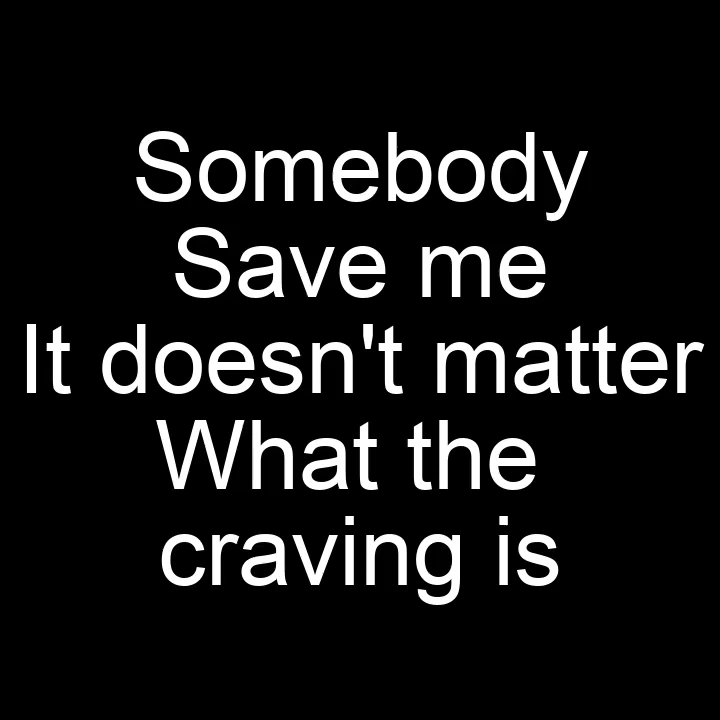 Somebody
Save me
It doesn't matter
What the
craving is